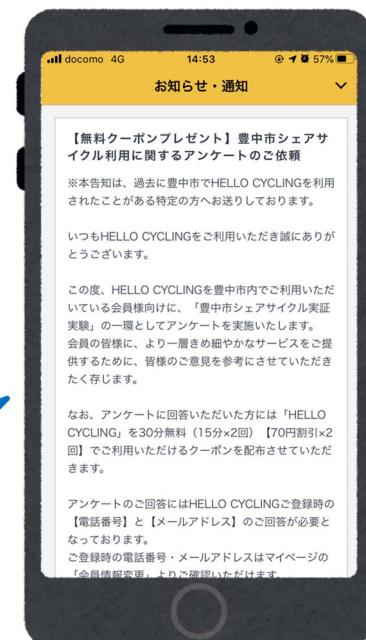 docomo 4G 14:53 57%
お知らせ・通知
【無料クーポンプレゼント】豊中市シェアサ
イクル利用に関するアンケートのご依頼
※本告知は、過去に豊中市でHELLO CYCLINGを利用
されたことがある特定の方へお送りしております。
いつもHELLO CYCLINGをご利用いただき誠にありが
とうございます。
この度、HELLO CYCLINGを豊中市内でご利用いただ
いている会員様向けに、「豊中市シェアサイクル実証
実験」の一環としてアンケートを実施いたします。
会員の皆様に、より一層きめ細やかなサービスをご提
供するために、皆様のご意見を参考にさせていただき
たく存じます。
なお、アンケートに回答いただいた方には「HELLO
CYCLING」を30分無料（15分×2回）【70円割引×2
回】でご利用いただけるクーポンを配布させていただ
きます。
アンケートのご回答にはHELLO CYCLINGご登録時の
【電話番号】と【メールアドレス】のご回答が必要と
なっております。
ご登録時の電話番号・メールアドレスはマイページの
「会員情報変更」よりご確認いただけます。